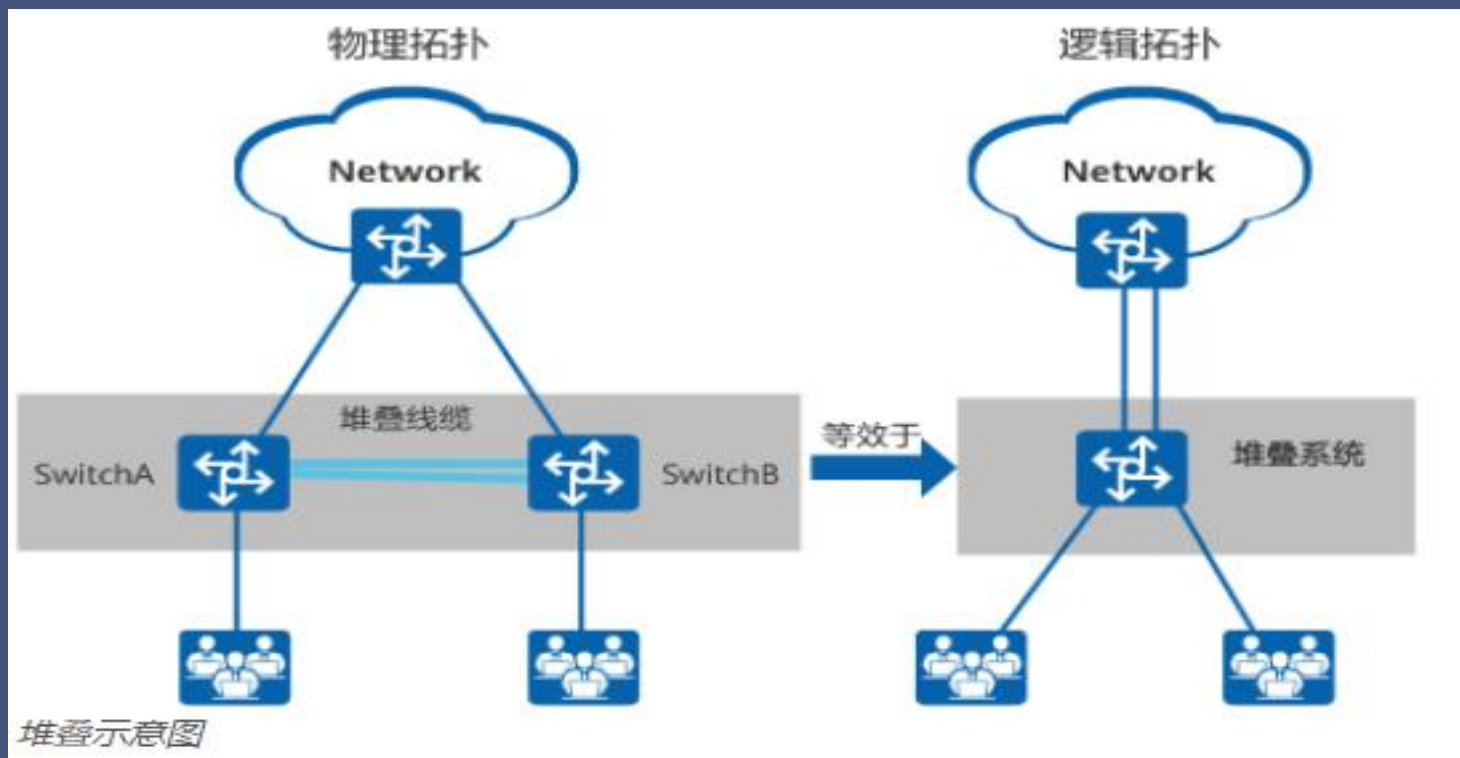 物理拓扑
逻辑拓扑
Network
Network
堆叠线缆
SwitchA
SwitchB
等效于
堆叠系统
堆叠示意图